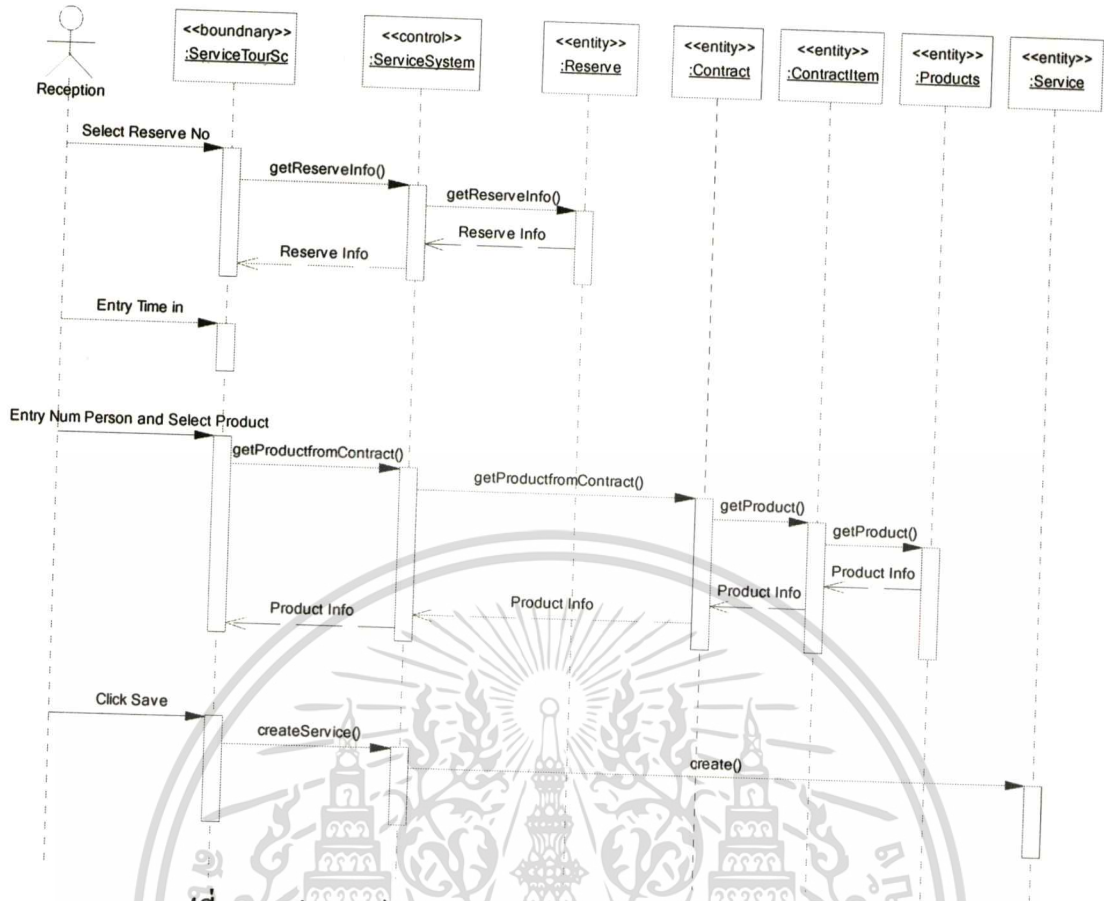 <<boundnary>>
:ServiceTourSc
<<control>>
:ServiceSystem
<<entity>>
:Reserve
<<entity>>
:Contract
<<entity>>
:ContractItem
<<entity>>
:Products
<<entity>>
:Service
Reception
Select Reserve No
getReserveInfo()
getReserveInfo()
Reserve Info
Reserve Info
Entry Time in
Entry Num Person and Select Product
getProductfromContract()
getProductfromContract()
getProduct()
getProduct()
Product Info
Product Info
Product Info
Product Info
Click Save
createService()
create()